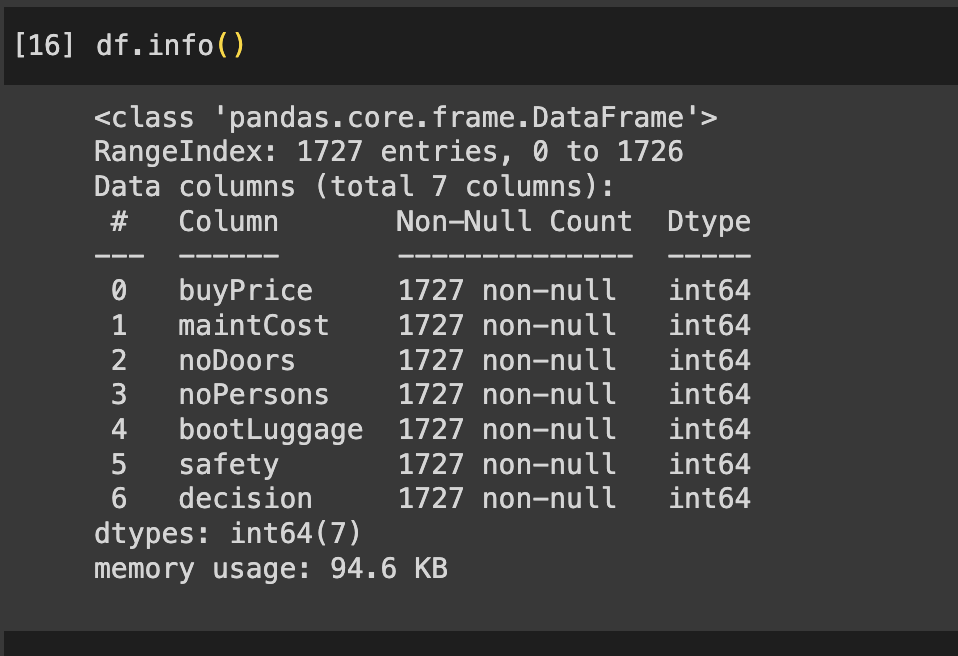 [16] df.info()
<class 'pandas.core.frame.DataFrame'>
RangeIndex: 1727 entries, 0 to 1726
Data columns (total 7 columns):
 #   Column       Non-Null Count  Dtype
---  ------       --------------  -----
 0   buyPrice     1727 non-null   int64
 1   maintCost    1727 non-null   int64
 2   noDoors      1727 non-null   int64
 3   noPersons    1727 non-null   int64
 4   bootLuggage  1727 non-null   int64
 5   safety       1727 non-null   int64
 6   decision     1727 non-null   int64
dtypes: int64(7)
memory usage: 94.6 KB